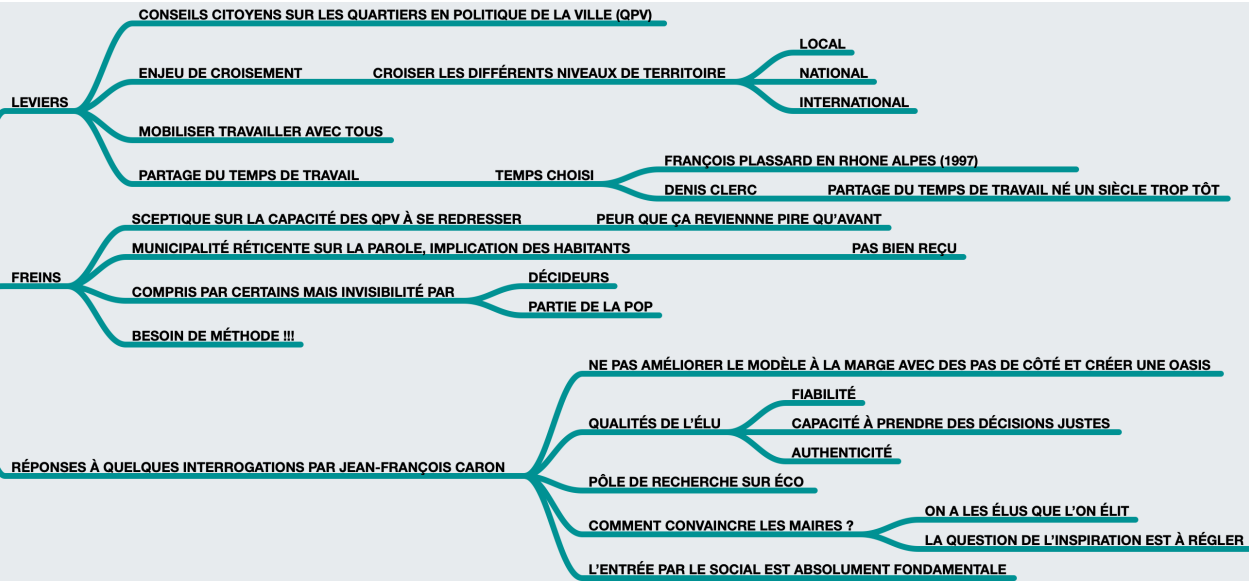 LEVIERS
CONSEILS CITOYENS SUR LES QUARTIERS EN POLITIQUE DE LA VILLE (QPV)
ENJEU DE CROISEMENT
CROISER LES DIFFÉRENTS NIVEAUX DE TERRITOIRE
LOCAL
NATIONAL
INTERNATIONAL
MOBILISER TRAVAILLER AVEC TOUS
PARTAGE DU TEMPS DE TRAVAIL
TEMPS CHOISI
FRANÇOIS PLASSARD EN RHONE ALPES (1997)
DENIS CLERC
PARTAGE DU TEMPS DE TRAVAIL NÉ UN SIÈCLE TROP TÔT
FREINS
SCEPTIQUE SUR LA CAPACITÉ DES QPV À SE REDRESSER
PEUR QUE ÇA REVIENNNE PIRE QU'AVANT
MUNICIPALITÉ RÉTICENTE SUR LA PAROLE, IMPLICATION DES HABITANTS
PAS BIEN REÇU
COMPRIS PAR CERTAINS MAIS INVISIBILITÉ PAR
DÉCIDEURS
PARTIE DE LA POP
BESOIN DE MÉTHODE !!!
RÉPONSES À QUELQUES INTERROGATIONS PAR JEAN-FRANÇOIS CARON
NE PAS AMÉLIORER LE MODÈLE À LA MARGE AVEC DES PAS DE CÔTÉ ET CRÉER UNE OASIS
QUALITÉS DE L'ÉLU
FIABILITÉ
CAPACITÉ À PRENDRE DES DÉCISIONS JUSTES
AUTHENTICITÉ
PÔLE DE RECHERCHE SUR ÉCO
COMMENT CONVAINCRE LES MAIRES ?
ON A LES ÉLUS QUE L'ON ÉLIT
LA QUESTION DE L'INSPIRATION EST À RÉGLER
L'ENTRÉE PAR LE SOCIAL EST ABSOLUMENT FONDAMENTALE